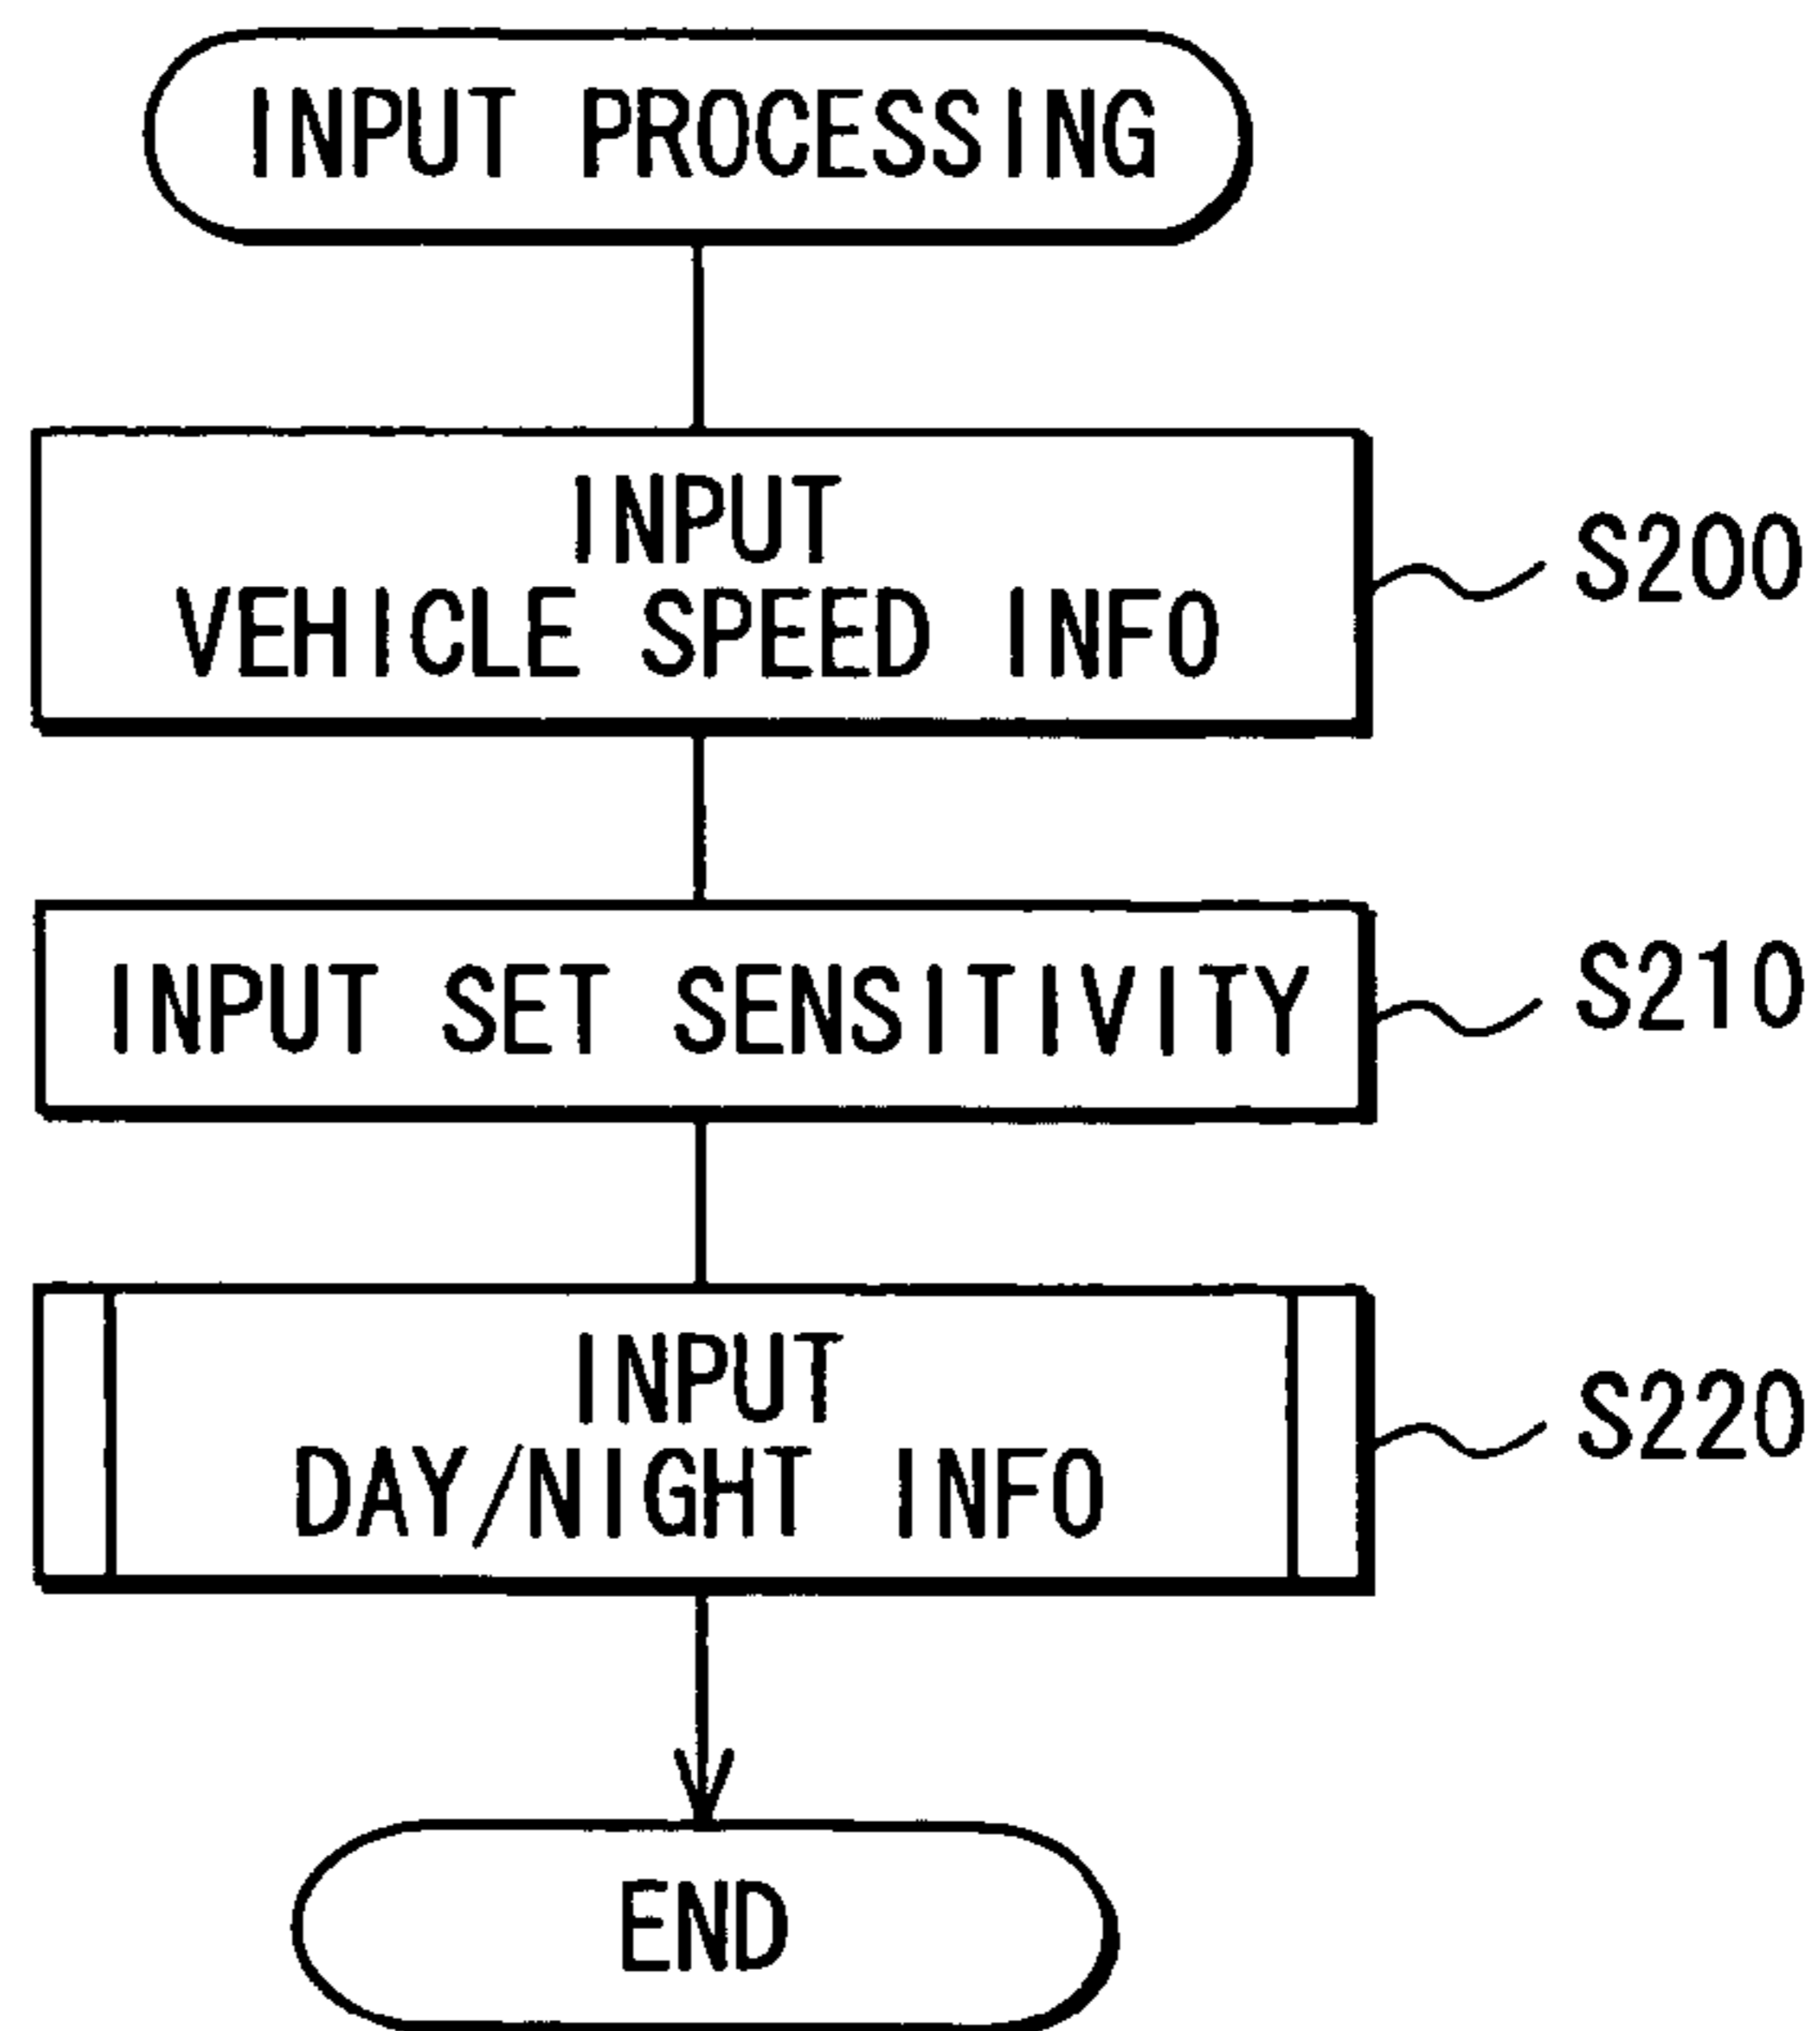 INPUT PROCESSING
INPUT
VEHICLE SPEED INFO
S200
INPUT SET SENSITIVITY
S210
INPUT
DAY/NIGHT INFO
S220
END